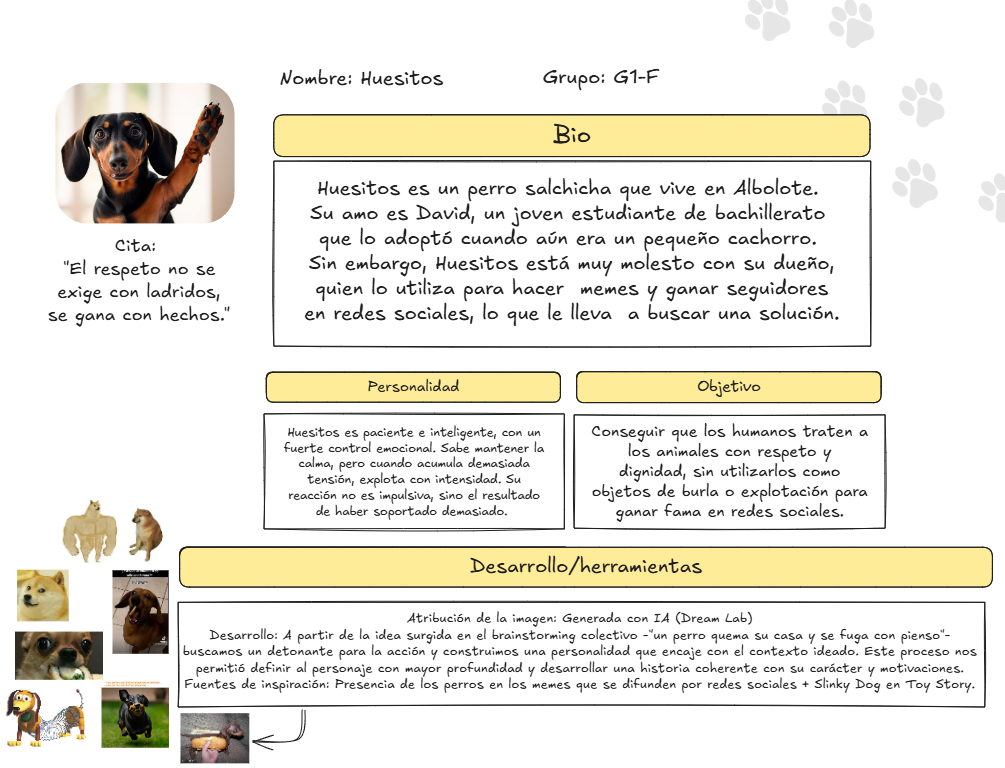 Nombre: Huesitos
Grupo: G1-F
Bio
Huesitos es un perro salchicha que vive en Albolote.
Su amo es David, un joven estudiante de bachillerato
que lo adoptó cuando aún era un pequeño cachorro.
Sin embargo, Huesitos está muy molesto con su dueño,
quien lo utiliza para hacer memes y ganar seguidores
en redes sociales, lo que le lleva a buscar una solución.
Cita:
"El respeto no se
exige con ladridos,
se gana con hechos."
Personalidad
Huesitos es paciente e inteligente, con un
fuerte control emocional. Sabe mantener la
calma, pero cuando acumula demasiada
tensión, explota con intensidad. Su
reacción no es impulsiva, sino el resultado
de haber soportado demasiado.
Objetivo
Conseguir que los humanos traten a
los animales con respeto y
dignidad, sin utilizarlos como
objetos de burla o explotación para
ganar fama en redes sociales.
Desarrollo/herramientas
Atribución de la imagen: Generada con IA (Dream Lab)
Desarrollo: A partir de la idea surgida en el brainstorming colectivo -"un perro quema su casa y se fuga con pienso"-
buscamos un detonante para la acción y construimos una personalidad que encaje con el contexto ideado. Este proceso nos
permitió definir al personaje con mayor profundidad y desarrollar una historia coherente con su carácter y motivaciones.
Fuentes de inspiración: Presencia de los perros en los memes que se difunden por redes sociales + Slinky Dog en Toy Story.